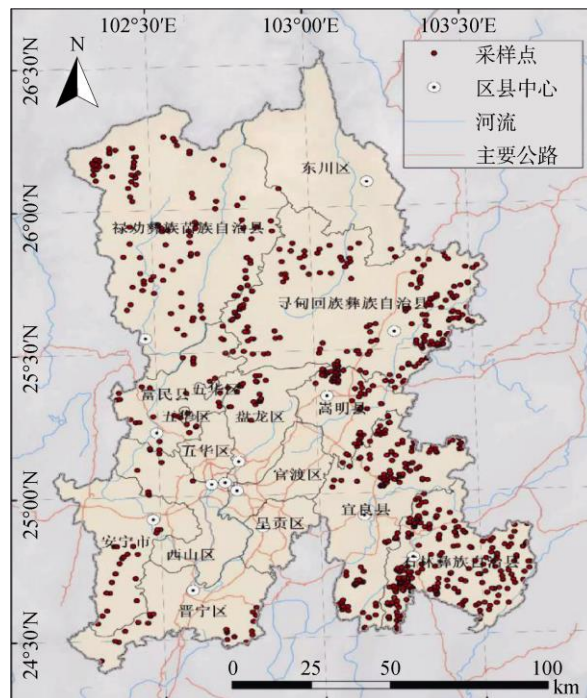 102°30'E
103°00'E
103°30'E
N
采样点
区县中心
河流
主要公路
26°30'N
26°00'N
25°30'N
25°00'N
24°30'N
东川区
禄劝彝族苗族自治县
寻甸回族彝族自治县
富民县
五华区
五华区
盘龙区
嵩明县
五华区
官渡区
宜良县
呈贡区
安宁市
西山区
石林彝族自治县
晋宁区
0 25 50 100
km